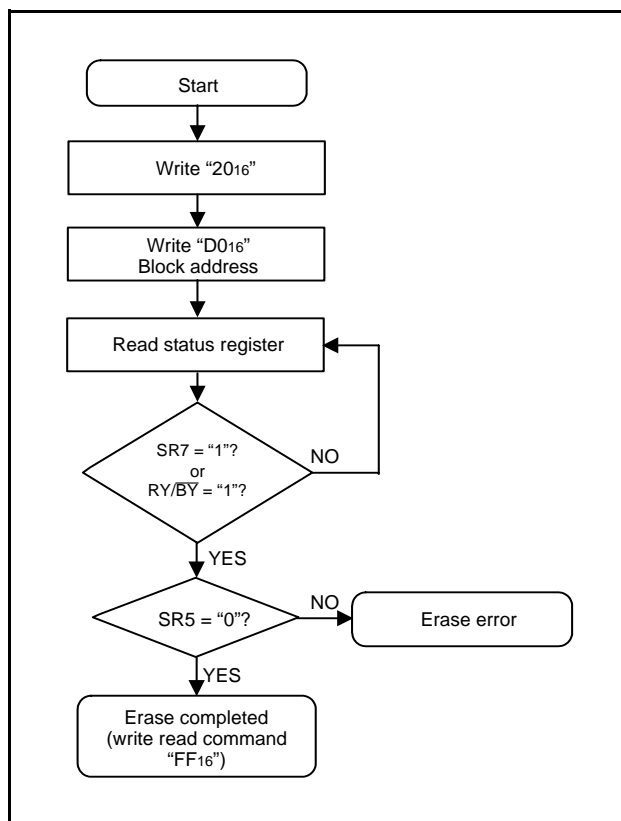 Start
Write “20₁₆”
Write “D0₁₆”
Block address
Read status register
SR7 = “1”?
or
RY/B̅Y̅ = “1”?
NO
YES
SR5 = “0”?
NO
Erase error
YES
Erase completed
(write read command
“FF₁₆”)